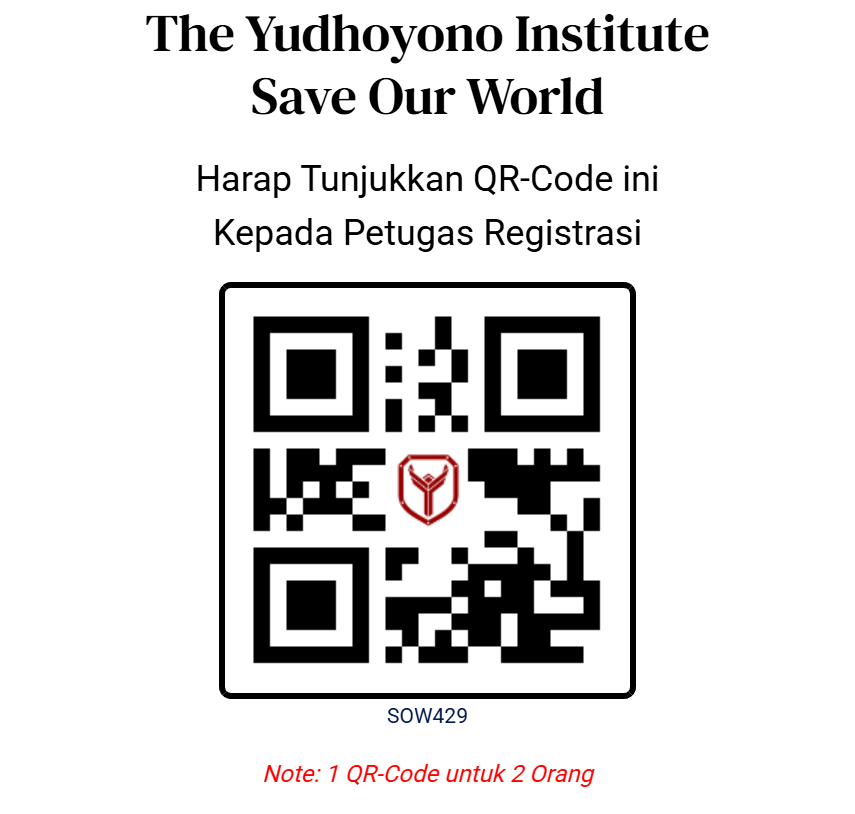 The Yudhoyono Institute
Save Our World
Harap Tunjukkan QR-Code ini
Kepada Petugas Registrasi
SOW429
Note: 1 QR-Code untuk 2 Orang